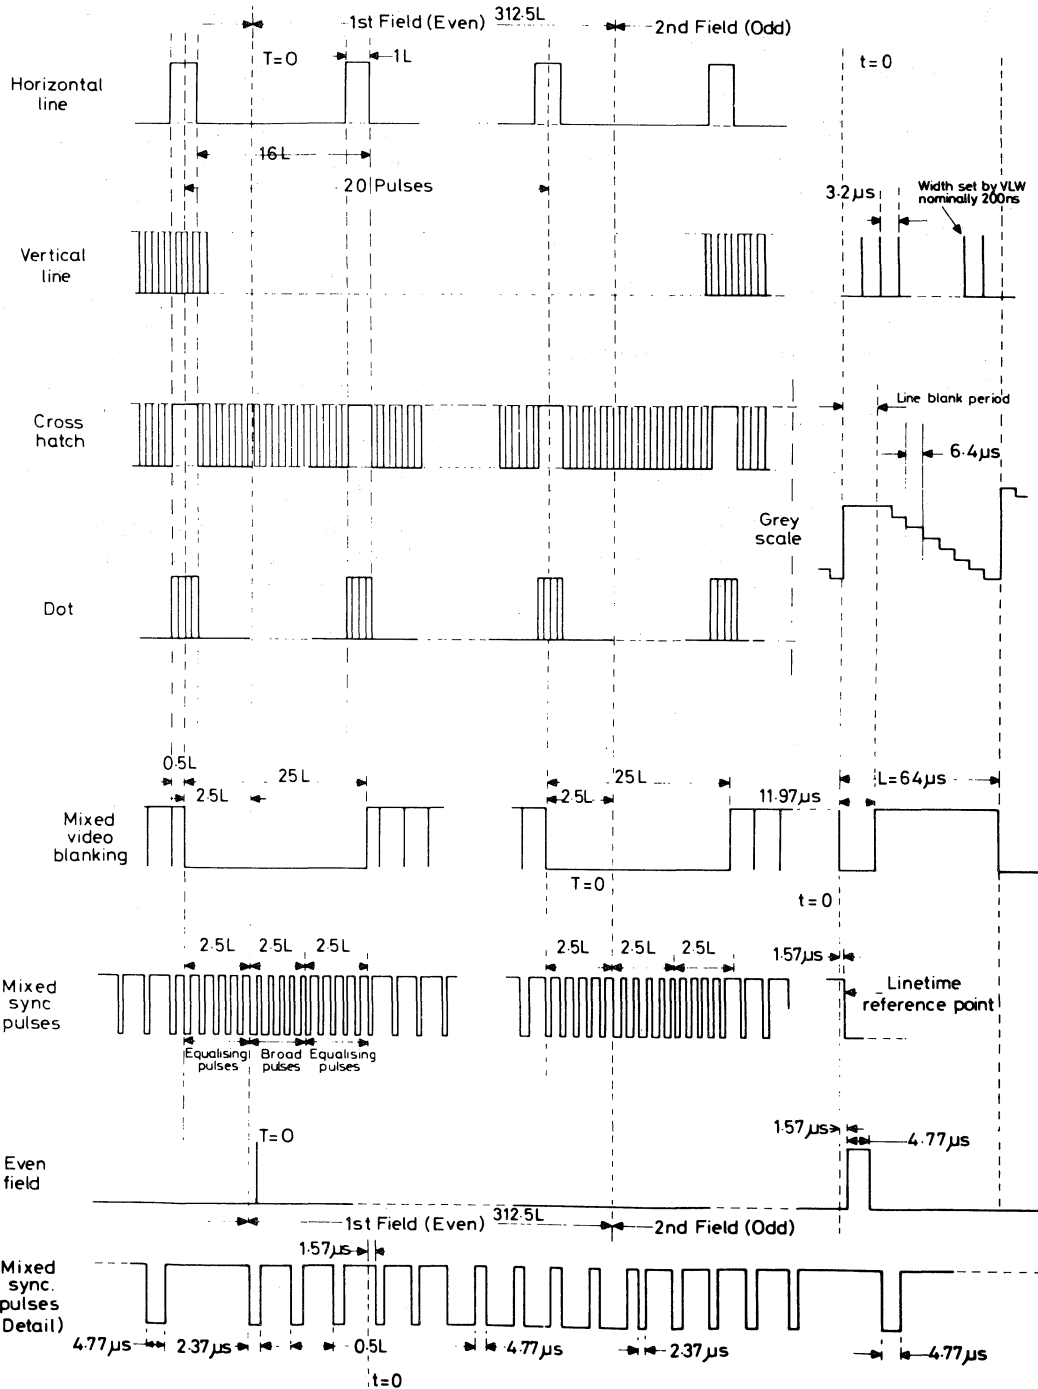 1st Field (Even) 312·5L
2nd Field (Odd)
T=0
1L
t=0
Horizontal
line
16L
20 Pulses
3·2µs
Width set by VLW
nominally 200ns
Vertical
line
Cross
hatch
Line blank period
6·4µs
Grey
scale
Dot
0·5L
25L
2·5L
25L
2·5L
L=64µs
11·97µs
Mixed
video
blanking
T=0
t=0
2·5L 2·5L 2·5L
2·5L 2·5L 2·5L
1·57µs
Mixed
sync
pulses
Linetime
reference point
Equalising
pulses
Broad
pulses
Equalising
pulses
T=0
1·57µs
4·77µs
Even
field
1st Field (Even) 312·5L
2nd Field (Odd)
1·57µs
Mixed
sync.
pulses
Detail)
4·77µs
2·37µs
0·5L
4·77µs
2·37µs
4·77µs
t=0